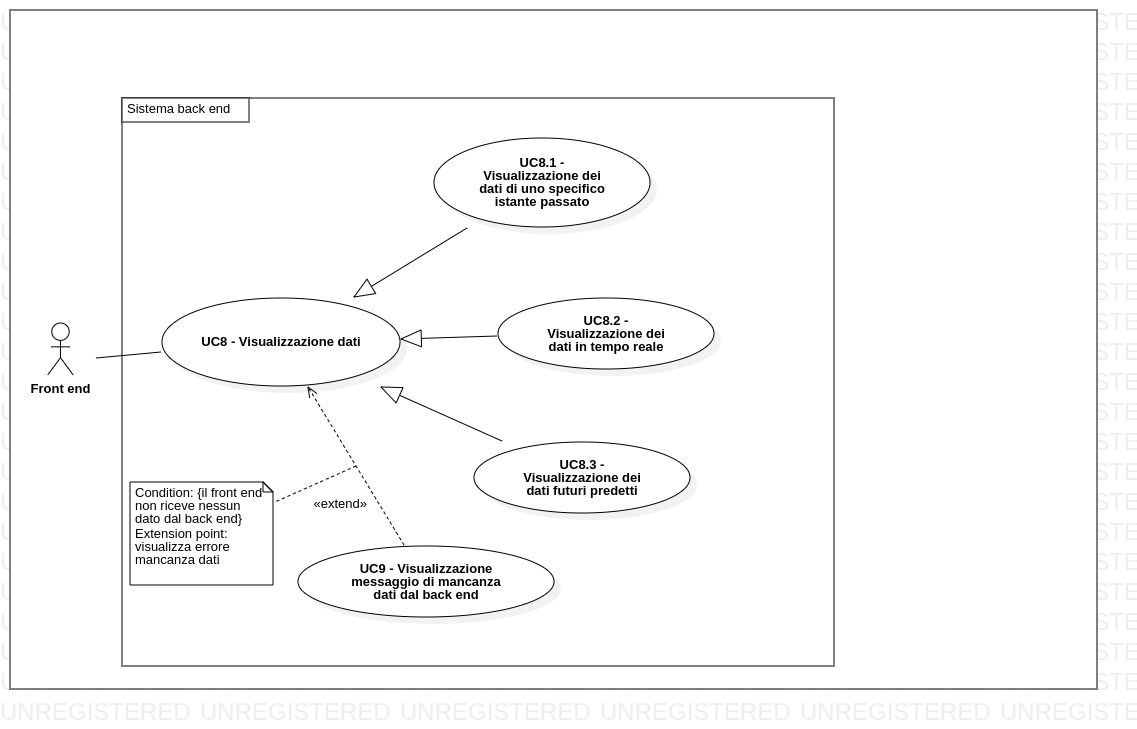 Sistema back end
UC8.1 -
Visualizzazione dei
dati di uno specifico
istante passato
UC8 - Visualizzazione dati
UC8.2 -
Visualizzazione dei
dati in tempo reale
Front end
UC8.3 -
Visualizzazione dei
dati futuri predetti
Condition: {il front end
non riceve nessun
dato dal back end}
Extension point:
visualizza errore
mancanza dati
«extend»
UC9 - Visualizzazione
messaggio di mancanza
dati dal back end
UNREGISTERED UNREGISTERED UNREGISTERED UNREGISTERED UNREGISTERED UNREGISTE